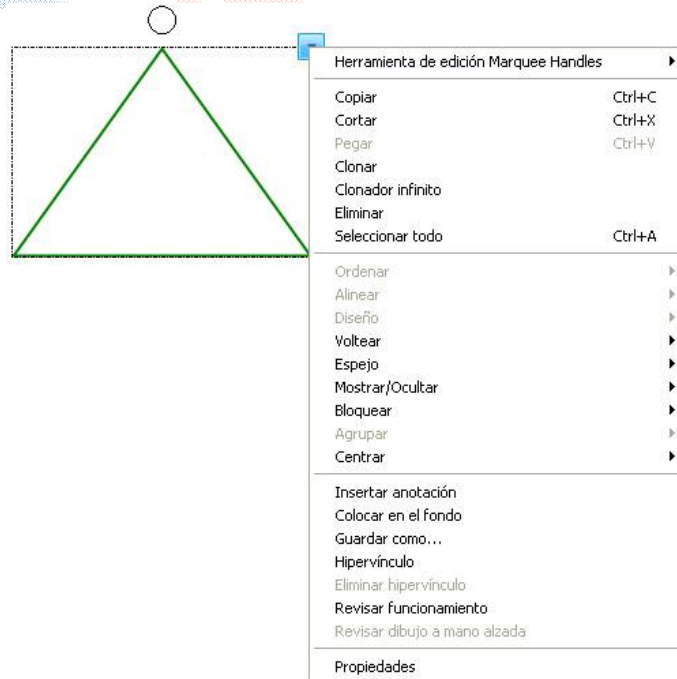 Herramienta de edición Marquee Handles
Copiar Ctrl+C
Cortar Ctrl+X
Pegar Ctrl+V
Clonar
Clonador infinito
Eliminar
Seleccionar todo Ctrl+A
Ordenar
Alinear
Diseño
Voltear
Espejo
Mostrar/Ocultar
Bloquear
Agrupar
Centrar
Insertar anotación
Colocar en el fondo
Guardar como...
Hipervínculo
Eliminar hipervínculo
Revisar funcionamiento
Revisar dibujo a mano alzada
Propiedades